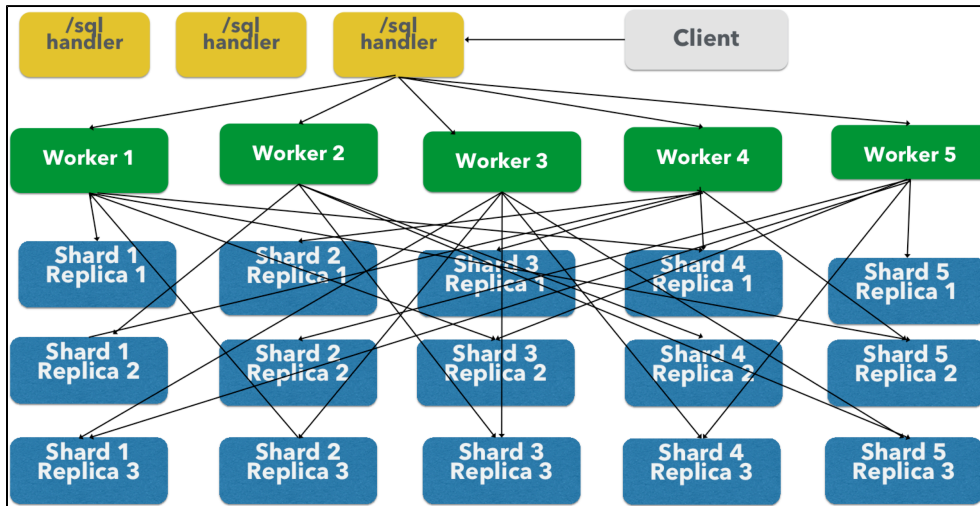 /sql
handler
/sql
handler
/sql
handler
Client
Worker 1
Worker 2
Worker 3
Worker 4
Worker 5
Shard 1
Replica 1
Shard 2
Replica 1
Shard 3
Replica 1
Shard 4
Replica 1
Shard 5
Replica 1
Shard 1
Replica 2
Shard 2
Replica 2
Shard 3
Replica 2
Shard 4
Replica 2
Shard 5
Replica 2
Shard 1
Replica 3
Shard 2
Replica 3
Shard 3
Replica 3
Shard 4
Replica 3
Shard 5
Replica 3